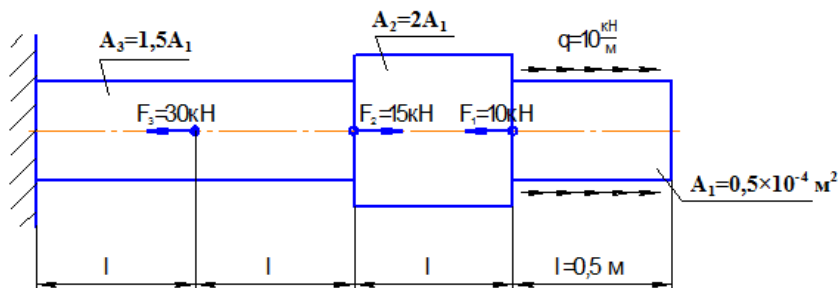 A₃=1,5A₁
A₂=2A₁
q=10 кН/м
F₃=30кН
F₂=15кН
F₁=10кН
A₁=0,5×10⁻⁴ м²
l
l
l
l=0,5 м